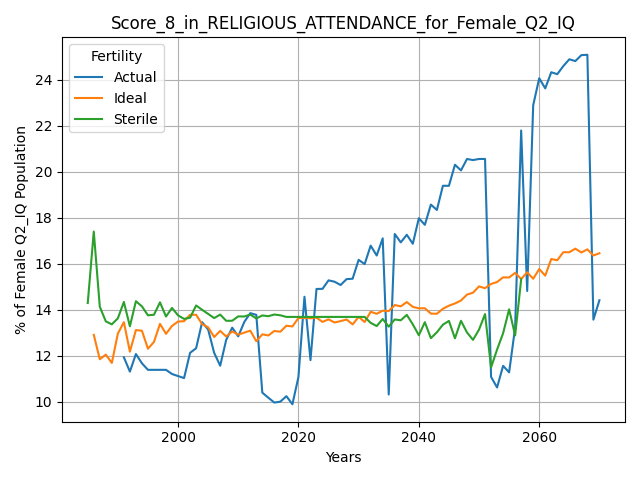 Score_8_in_RELIGIOUS_ATTENDANCE_for_Female_Q2_IQ
Fertility
Actual
Ideal
Sterile
% of Female Q2_IQ Population
24
22
20
18
16
14
12
10
2000
2020
2040
2060
Years